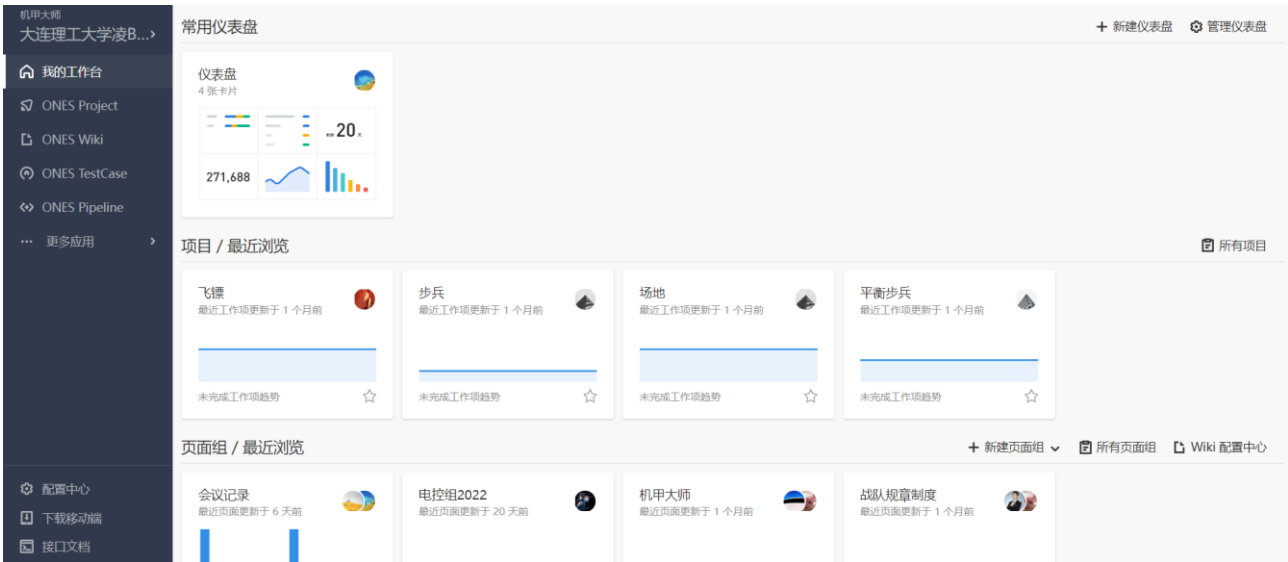 机甲大师
大连理工大学凌B...
我的工作台
ONES Project
ONES Wiki
ONES TestCase
ONES Pipeline
更多应用
配置中心
下载移动端
接口文档
常用仪表盘
新建仪表盘 管理仪表盘
仪表盘
4 张卡片
20
271,688
项目 / 最近浏览
所有项目
飞镖
最近工作项更新于 1 个月前
未完成工作项趋势
步兵
最近工作项更新于 1 个月前
未完成工作项趋势
场地
最近工作项更新于 1 个月前
未完成工作项趋势
平衡步兵
最近工作项更新于 1 个月前
未完成工作项趋势
页面组 / 最近浏览
新建页面组 所有页面组 Wiki 配置中心
会议记录
最近页面更新于 6 天前
电控组2022
最近页面更新于 20 天前
机甲大师
最近页面更新于 1 个月前
战队规章制度
最近页面更新于 1 个月前